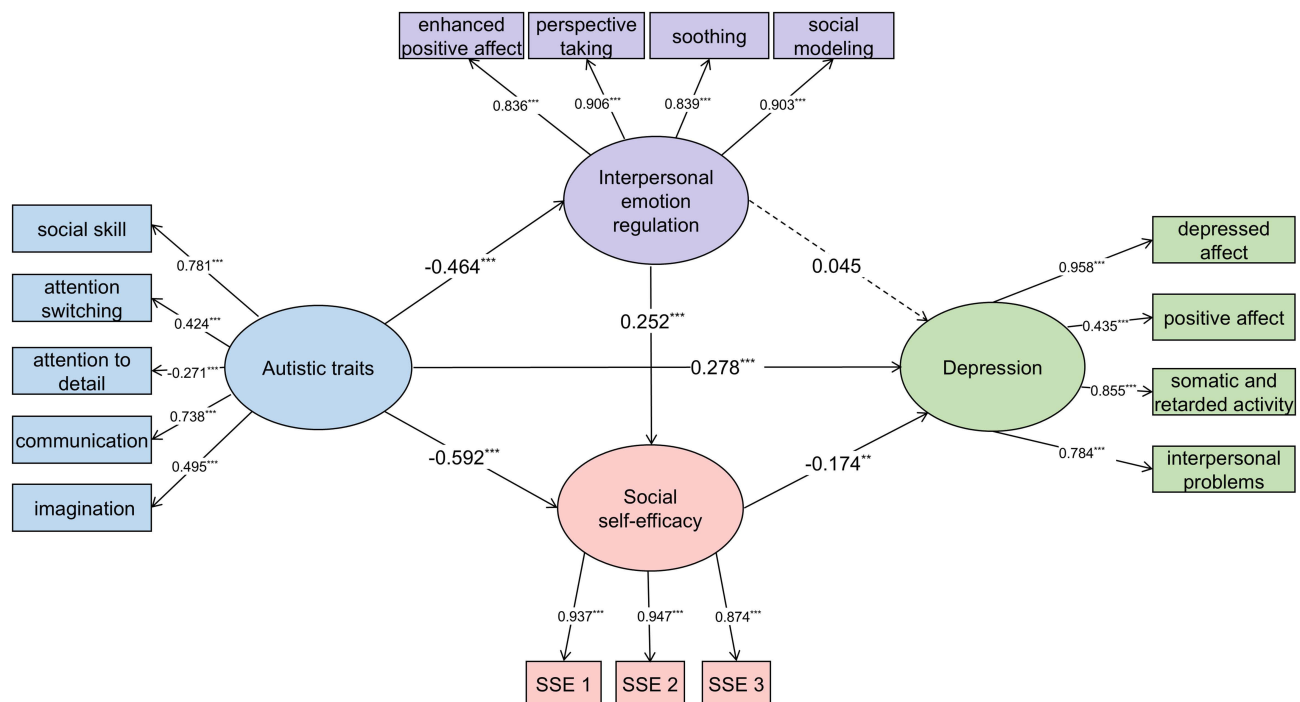 enhanced
positive affect
perspective
taking
soothing
social
modeling
0.836***
0.906***
0.839***
0.903***
Interpersonal
emotion
regulation
social skill
attention
switching
attention to
detail
communication
imagination
0.781***
0.424***
-0.271***
0.738***
0.495***
Autistic traits
-0.464***
0.045
0.252***
0.278***
-0.592***
-0.174**
Depression
0.958***
0.435***
0.855***
0.784***
depressed
affect
positive affect
somatic and
retarded activity
interpersonal
problems
Social
self-efficacy
0.937***
0.947***
0.874***
SSE 1
SSE 2
SSE 3